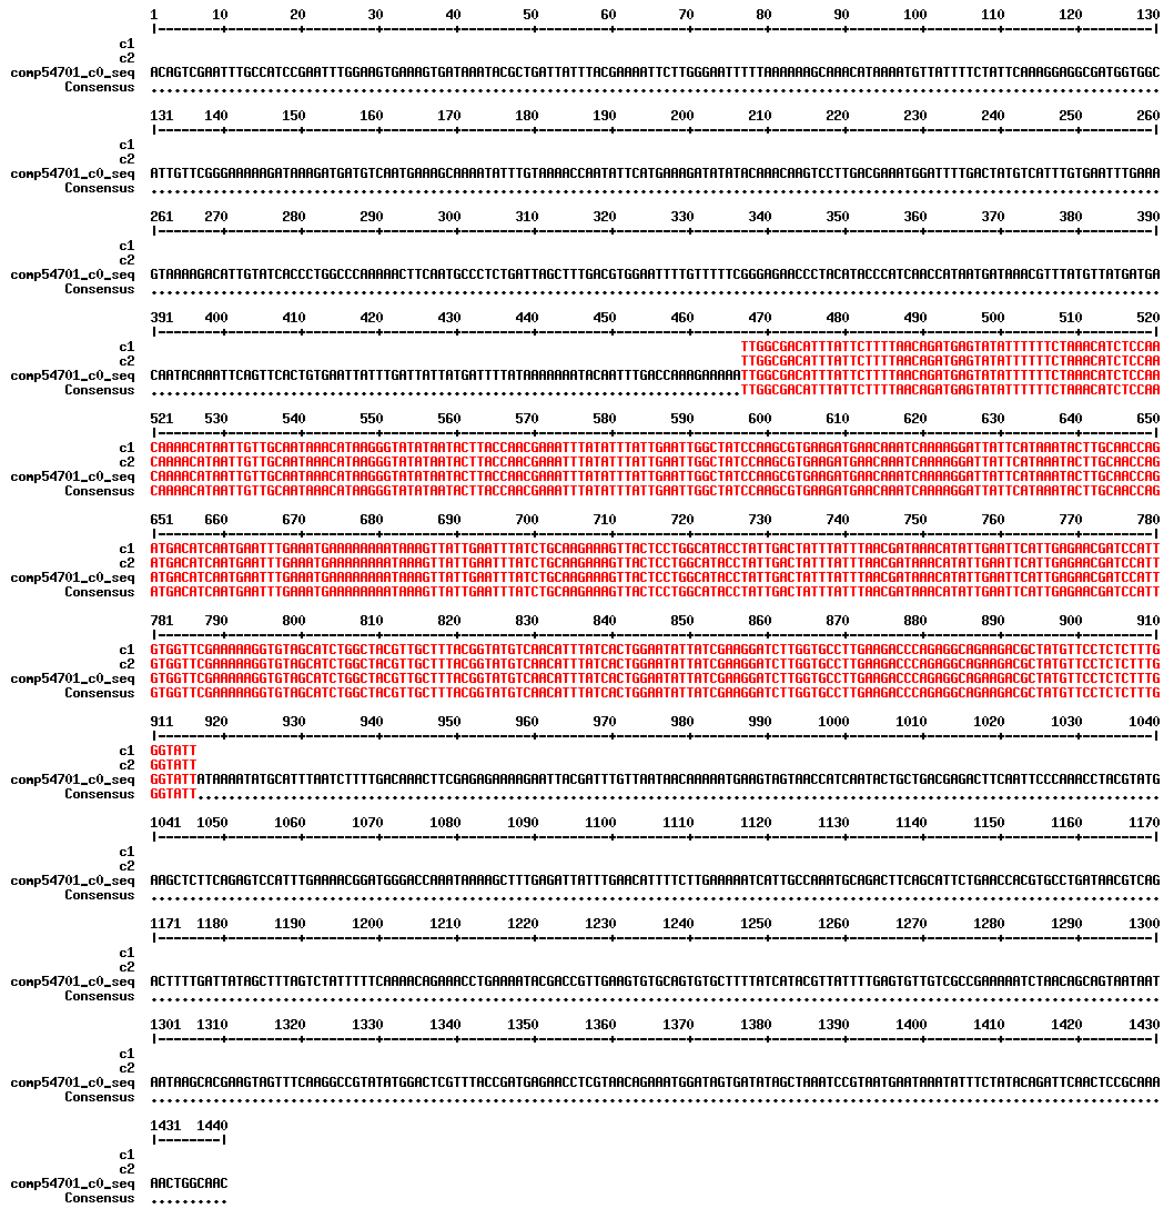 1 10 20 30 40 50 60 70 80 90 100 110 120 130
|--------+---------+---------+---------+---------+---------+---------+---------+---------+---------+---------+---------+---------|
c1
c2
comp54701_c0_seq ACAGTCGAATTTGCCATCCGAATTTGGAAGTGAAAGTGATAAATACGCTGATTATTTACGAAAATTCTTGGGAATTTTTAAAAAAGCAAACATAAAATGTTATTTTCTATTCAAAGGAGGCGATGGTGGC
Consensus ..................................................................................................................................
131 140 150 160 170 180 190 200 210 220 230 240 250 260
|--------+---------+---------+---------+---------+---------+---------+---------+---------+---------+---------+---------+---------|
c1
c2
comp54701_c0_seq ATTGTTCGGGAAAAAGATAAAGATGATGTCAATGAAAGCAAAATATTTGTAAAACCAATATTCATGAAAGATATATACAAACAAGTCCTTGACGAAATGGATTTTGACTATGTCATTTGTGAATTTGAAA
Consensus ..................................................................................................................................
261 270 280 290 300 310 320 330 340 350 360 370 380 390
|--------+---------+---------+---------+---------+---------+---------+---------+---------+---------+---------+---------+---------|
c1
c2
comp54701_c0_seq GTAAAAGACATTGTATCACCCTGGCCCAAAAACTTCAATGCCCTCTGATTAGCTTTGACGTGGAATTTTGTTTTTCGGGAGAACCCTACATACCCATCAACCATAATGATAAACGTTTATGTTATGATGA
Consensus ..................................................................................................................................
391 400 410 420 430 440 450 460 470 480 490 500 510 520
|--------+---------+---------+---------+---------+---------+---------+---------+---------+---------+---------+---------+---------|
c1 TTGGCGACATTTATTCTTTTAACAGATGAGTATATTTTTTCTAAACATCTCCAA
c2 TTGGCGACATTTATTCTTTTAACAGATGAGTATATTTTTTCTAAACATCTCCAA
comp54701_c0_seq CAATACAAATTCAGTTCACTGTGAATTATTTGATTATTATGATTTTATAAAAAAATACAATTTGACCAAAGAAAAATTGGCGACATTTATTCTTTTAACAGATGAGTATATTTTTTCTAAACATCTCCAA
Consensus ............................................................................TTGGCGACATTTATTCTTTTAACAGATGAGTATATTTTTTCTAAACATCTCCAA
521 530 540 550 560 570 580 590 600 610 620 630 640 650
|--------+---------+---------+---------+---------+---------+---------+---------+---------+---------+---------+---------+---------|
c1 CAAAACATAATTGTTGCAATAAACATAAGGGTATATAATACTTACCAACGAAATTTATATTTATTGAATTGGCTATCCAAGCGTGAAGATGAACAAATCAAAAGGATTATTCATAAATACTTGCAACCAG
c2 CAAAACATAATTGTTGCAATAAACATAAGGGTATATAATACTTACCAACGAAATTTATATTTATTGAATTGGCTATCCAAGCGTGAAGATGAACAAATCAAAAGGATTATTCATAAATACTTGCAACCAG
comp54701_c0_seq CAAAACATAATTGTTGCAATAAACATAAGGGTATATAATACTTACCAACGAAATTTATATTTATTGAATTGGCTATCCAAGCGTGAAGATGAACAAATCAAAAGGATTATTCATAAATACTTGCAACCAG
Consensus CAAAACATAATTGTTGCAATAAACATAAGGGTATATAATACTTACCAACGAAATTTATATTTATTGAATTGGCTATCCAAGCGTGAAGATGAACAAATCAAAAGGATTATTCATAAATACTTGCAACCAG
651 660 670 680 690 700 710 720 730 740 750 760 770 780
|--------+---------+---------+---------+---------+---------+---------+---------+---------+---------+---------+---------+---------|
c1 ATGACATCAATGAATTTGAAATGAAAAAAAATAAAGTTATTGAATTTATCTGCAAGAAAGTTACTCCTGGCATACCTATTGACTATTTATTTAACGATAAACATATTGAATTCATTGAGAACGATCCATT
c2 ATGACATCAATGAATTTGAAATGAAAAAAAATAAAGTTATTGAATTTATCTGCAAGAAAGTTACTCCTGGCATACCTATTGACTATTTATTTAACGATAAACATATTGAATTCATTGAGAACGATCCATT
comp54701_c0_seq ATGACATCAATGAATTTGAAATGAAAAAAAATAAAGTTATTGAATTTATCTGCAAGAAAGTTACTCCTGGCATACCTATTGACTATTTATTTAACGATAAACATATTGAATTCATTGAGAACGATCCATT
Consensus ATGACATCAATGAATTTGAAATGAAAAAAAATAAAGTTATTGAATTTATCTGCAAGAAAGTTACTCCTGGCATACCTATTGACTATTTATTTAACGATAAACATATTGAATTCATTGAGAACGATCCATT
781 790 800 810 820 830 840 850 860 870 880 890 900 910
|--------+---------+---------+---------+---------+---------+---------+---------+---------+---------+---------+---------+---------|
c1 GTGGTTCGAAAAAGGTGTAGCATCTGGCTACGTTGCTTTACGGTATGTCAACATTTATCACTGGAATATTATCGAAGGATCTTGGTGCCTTGAAGACCCAGAGGCAGAAGACGCTATGTTCCTCTCTTTG
c2 GTGGTTCGAAAAAGGTGTAGCATCTGGCTACGTTGCTTTACGGTATGTCAACATTTATCACTGGAATATTATCGAAGGATCTTGGTGCCTTGAAGACCCAGAGGCAGAAGACGCTATGTTCCTCTCTTTG
comp54701_c0_seq GTGGTTCGAAAAAGGTGTAGCATCTGGCTACGTTGCTTTACGGTATGTCAACATTTATCACTGGAATATTATCGAAGGATCTTGGTGCCTTGAAGACCCAGAGGCAGAAGACGCTATGTTCCTCTCTTTG
Consensus GTGGTTCGAAAAAGGTGTAGCATCTGGCTACGTTGCTTTACGGTATGTCAACATTTATCACTGGAATATTATCGAAGGATCTTGGTGCCTTGAAGACCCAGAGGCAGAAGACGCTATGTTCCTCTCTTTG
911 920 930 940 950 960 970 980 990 1000 1010 1020 1030 1040
|--------+---------+---------+---------+---------+---------+---------+---------+---------+---------+---------+---------+---------|
c1 GGTATT
c2 GGTATT
comp54701_c0_seq GGTATTATAAAATATGCATTTAATCTTTTGACAAACTTCGAGAGAAAAGAATTACGATTTGTTAATAACAAAAATGAAGTAGTAACCATCAATACTGCTGACGAGACTTCAATTCCCAAACCTACGTATG
Consensus GGTATT............................................................................................................................
1041 1050 1060 1070 1080 1090 1100 1110 1120 1130 1140 1150 1160 1170
|--------+---------+---------+---------+---------+---------+---------+---------+---------+---------+---------+---------+---------|
c1
c2
comp54701_c0_seq AAGCTCTTCAGAGTCCATTTGAAAACGGATGGGACCAAATAAAAGCTTTGAGATTATTTGAACATTTTCTTGAAAAATCATTGCCAAATGCAGACTTCAGCATTCTGAACCACGTGCCTGATAACGTCAG
Consensus ..................................................................................................................................
1171 1180 1190 1200 1210 1220 1230 1240 1250 1260 1270 1280 1290 1300
|--------+---------+---------+---------+---------+---------+---------+---------+---------+---------+---------+---------+---------|
c1
c2
comp54701_c0_seq ACTTTTGATTATAGCTTTAGTCTATTTTTCAAAACAGAAACCTGAAAATACGACCGTTGAAGTGTGCAGTGTGCTTTTATCATACGTTATTTTGAGTGTTGTCGCCGAAAAATCTAACAGCAGTAATAAT
Consensus ..................................................................................................................................
1301 1310 1320 1330 1340 1350 1360 1370 1380 1390 1400 1410 1420 1430
|--------+---------+---------+---------+---------+---------+---------+---------+---------+---------+---------+---------+---------|
c1
c2
comp54701_c0_seq AATAAGCACGAAGTAGTTTCAAGGCCGTATATGGACTCGTTTACCGATGAGAACCTCGTAACAGAAATGGATAGTGATATAGCTAAATCCGTAATGAATAAATATTTCTATACAGATTCAACTCCGCAAA
Consensus ..................................................................................................................................
1431 1440
|--------|
c1
c2
comp54701_c0_seq AACTGGCAAC
Consensus ..........